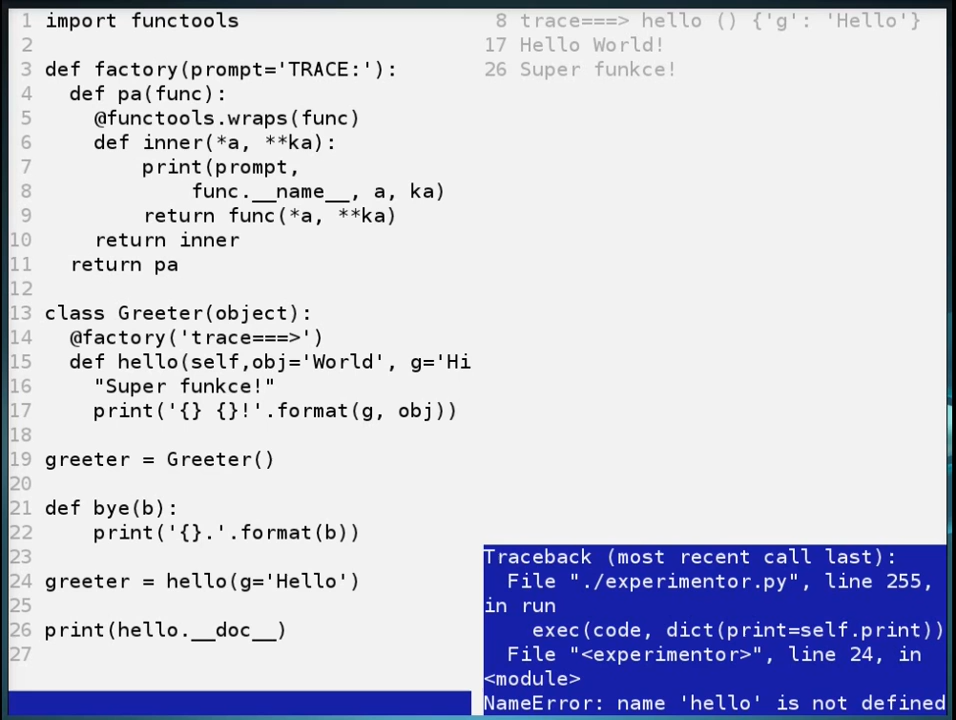 1 import functools
2
3 def factory(prompt='TRACE:'):
4   def pa(func):
5     @functools.wraps(func)
6     def inner(*a, **ka):
7         print(prompt,
8             func.__name__, a, ka)
9         return func(*a, **ka)
10     return inner
11   return pa
12
13 class Greeter(object):
14   @factory('trace===>')
15   def hello(self,obj='World', g='Hi
16     "Super funkce!"
17     print('{} {}!'.format(g, obj))
18
19 greeter = Greeter()
20
21 def bye(b):
22     print('{}.'.format(b))
23
24 greeter = hello(g='Hello')
25
26 print(hello.__doc__)
27
8 trace===> hello () {'g': 'Hello'}
17 Hello World!
26 Super funkce!
Traceback (most recent call last):
  File "./experimentor.py", line 255,
in run
    exec(code, dict(print=self.print))
  File "<experimentor>", line 24, in
<module>
NameError: name 'hello' is not defined